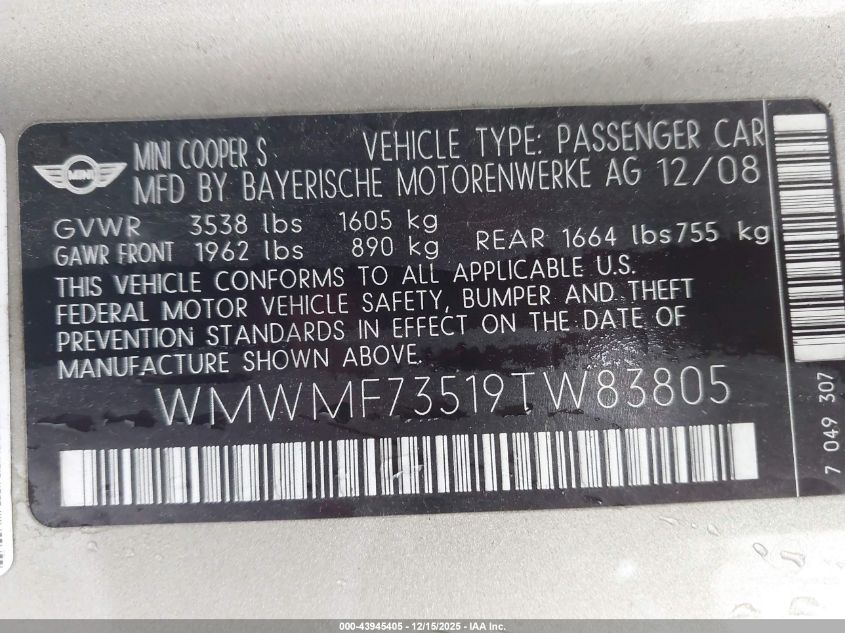 MINI
MINI COOPER S VEHICLE TYPE: PASSENGER CAR
MFD BY BAYERISCHE MOTORENWERKE AG 12/08
GVWR 3538 lbs 1605 kg
GAWR FRONT 1962 lbs 890 kg REAR 1664 lbs 755 kg
THIS VEHICLE CONFORMS TO ALL APPLICABLE U.S.
FEDERAL MOTOR VEHICLE SAFETY, BUMPER AND THEFT
PREVENTION STANDARDS IN EFFECT ON THE DATE OF
MANUFACTURE SHOWN ABOVE.
WMWMF73519TW83805
7 049 307
000-43945405 - 12/15/2025 - IAA Inc.